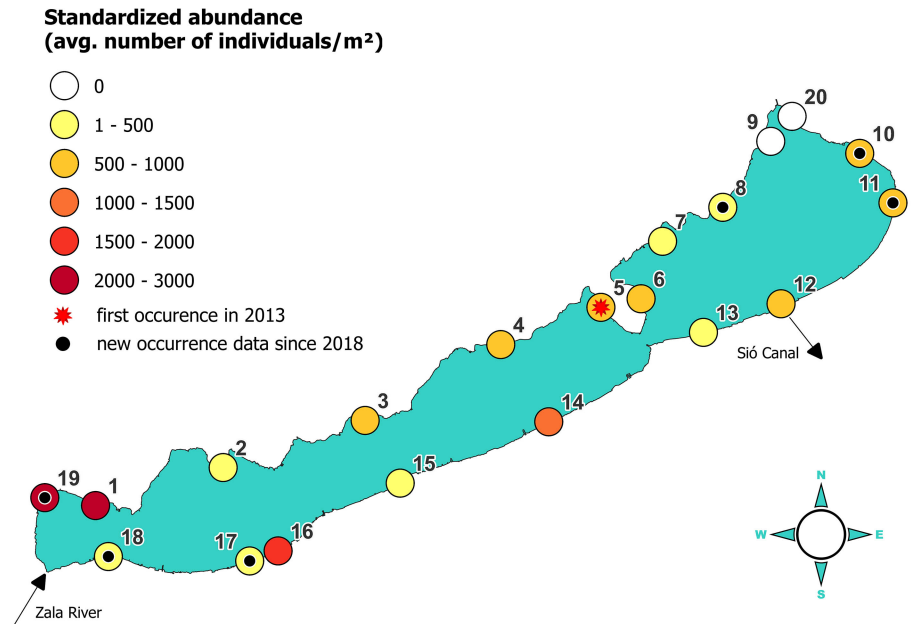 Standardized abundance
(avg. number of individuals/m²)
0
1 - 500
500 - 1000
1000 - 1500
1500 - 2000
2000 - 3000
first occurence in 2013
new occurrence data since 2018
20
9
10
8
11
7
6
5
12
13
4
Sió Canal
3
14
2
15
19
1
N
18
17
16
W
E
S
Zala River